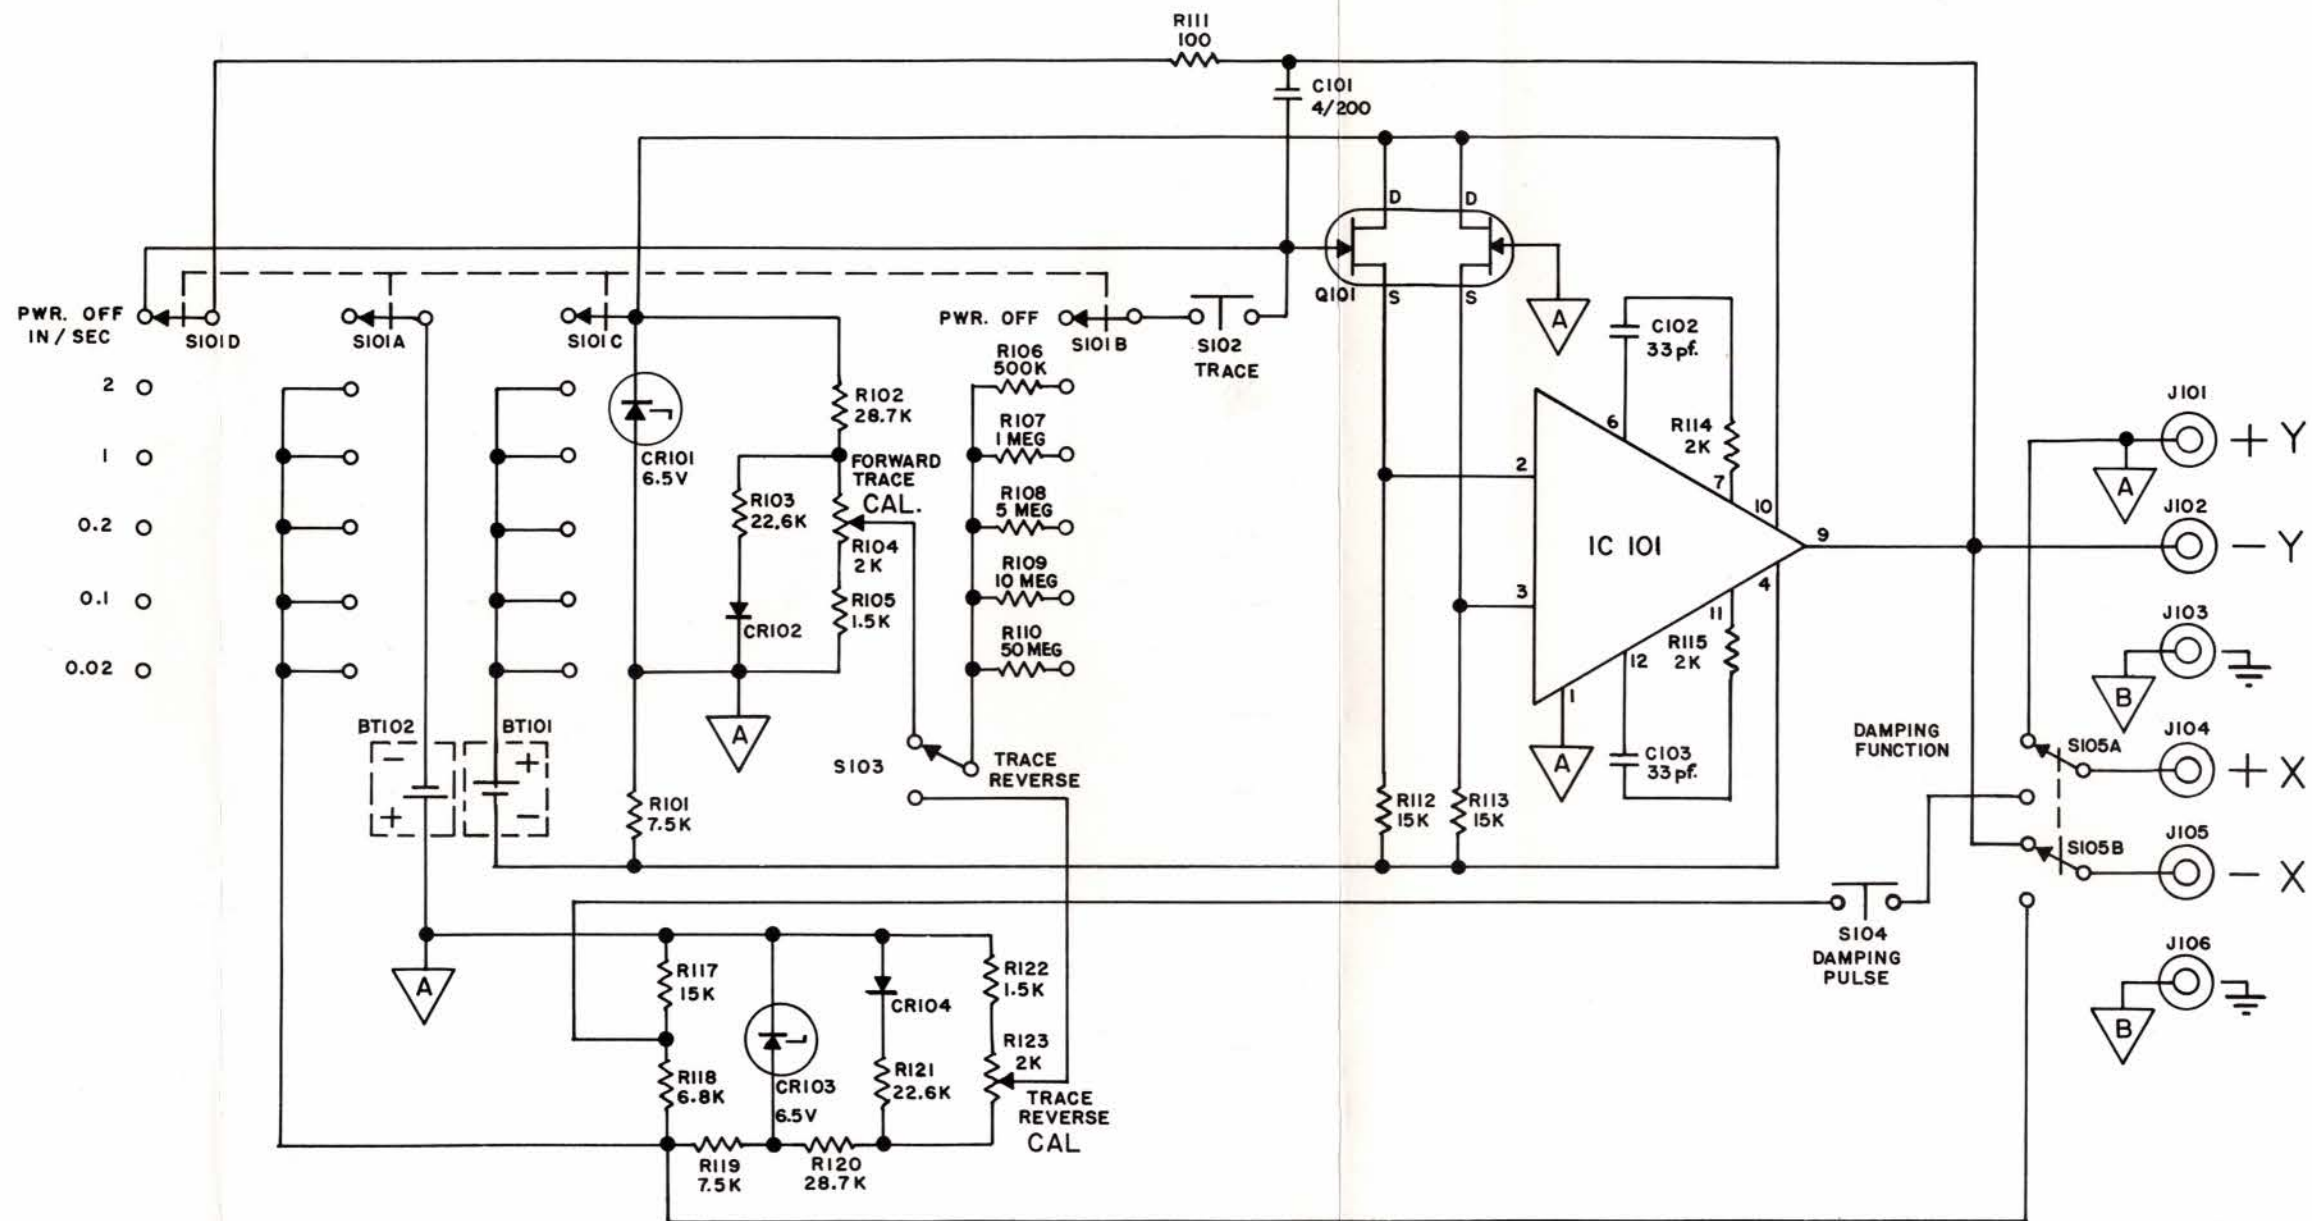 R111
100
C101
4/200
D
D
Q101
S
S
A
PWR. OFF
IN / SEC
S101D
S101A
S101C
PWR. OFF
S101B
S102
TRACE
2
1
0.2
0.1
0.02
R106
500K
R107
1 MEG
R108
5 MEG
R109
10 MEG
R110
50 MEG
CR101
6.5V
R102
28.7K
FORWARD
TRACE
CAL.
R103
22.6K
R104
2K
R105
1.5K
CR102
A
C102
33 pf.
R114
2K
6
7
10
2
3
IC 101
9
4
11
12
1
R115
2K
C103
33 pf.
A
J101
+ Y
A
J102
− Y
J103
B
J104
+ X
J105
− X
J106
B
BT102
−
+
BT101
+
−
R101
7.5K
S103
TRACE
REVERSE
R112
15K
R113
15K
DAMPING
FUNCTION
S105A
S105B
S104
DAMPING
PULSE
A
R117
15K
R118
6.8K
CR103
6.5V
CR104
R121
22.6K
R122
1.5K
R123
2K
TRACE
REVERSE
CAL
R119
7.5K
R120
28.7K